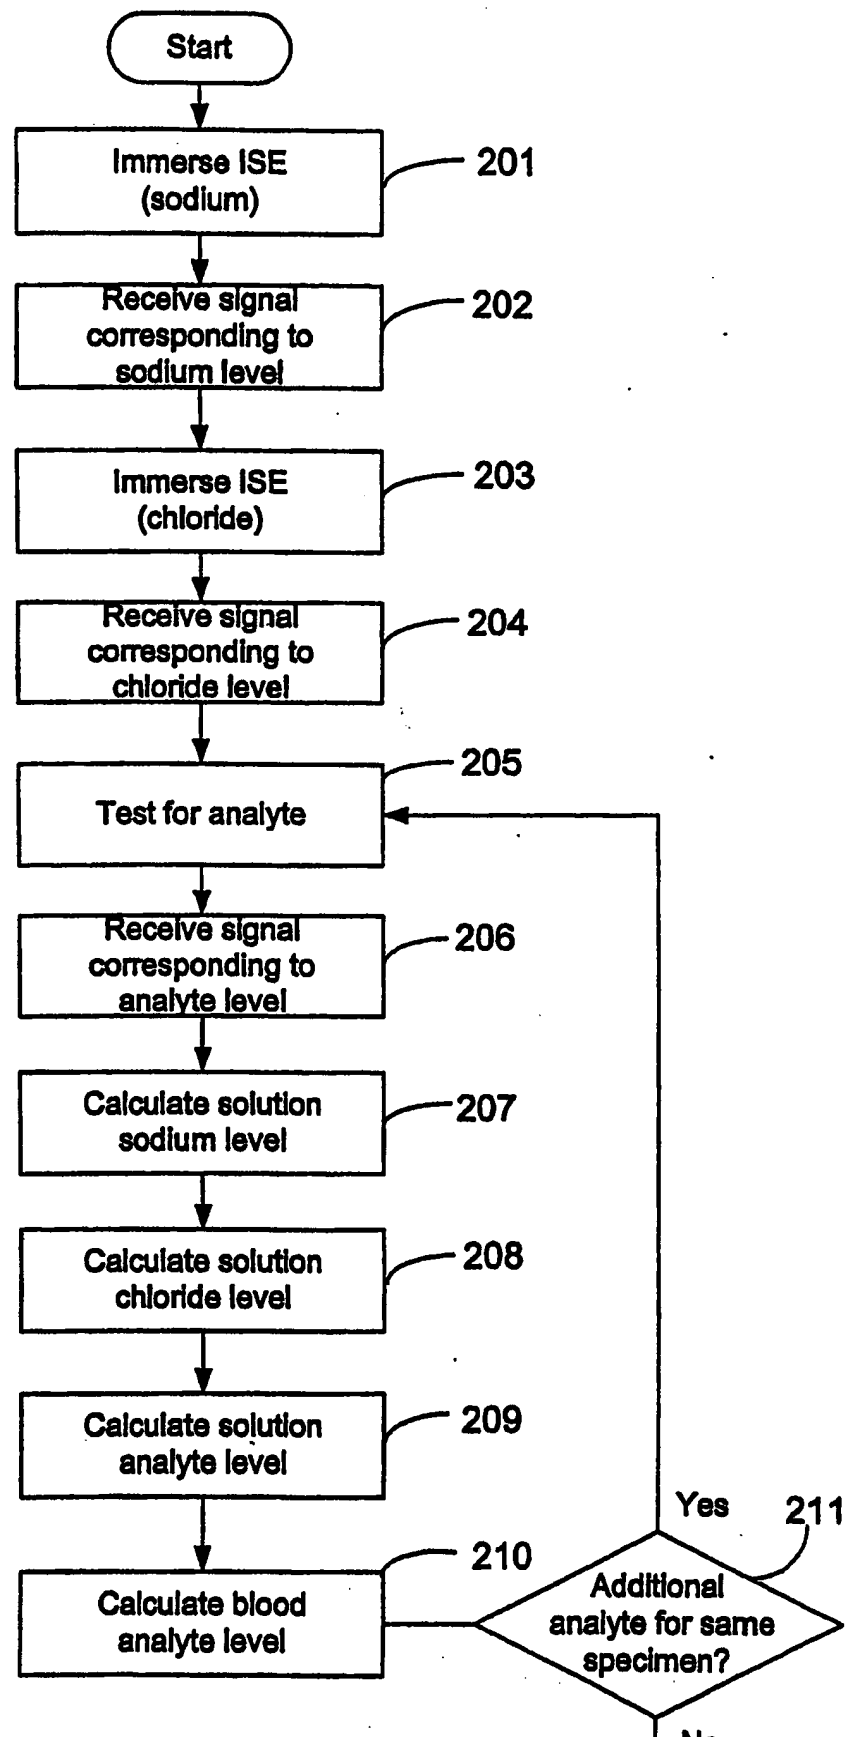 Start
Immerse ISE
(sodium)
201
Receive signal
corresponding to
sodium level
202
Immerse ISE
(chloride)
203
Receive signal
corresponding to
chloride level
204
Test for analyte
205
Receive signal
corresponding to
analyte level
206
Calculate solution
sodium level
207
Calculate solution
chloride level
208
Calculate solution
analyte level
209
Calculate blood
analyte level
210
Yes
211
Additional
analyte for same
specimen?